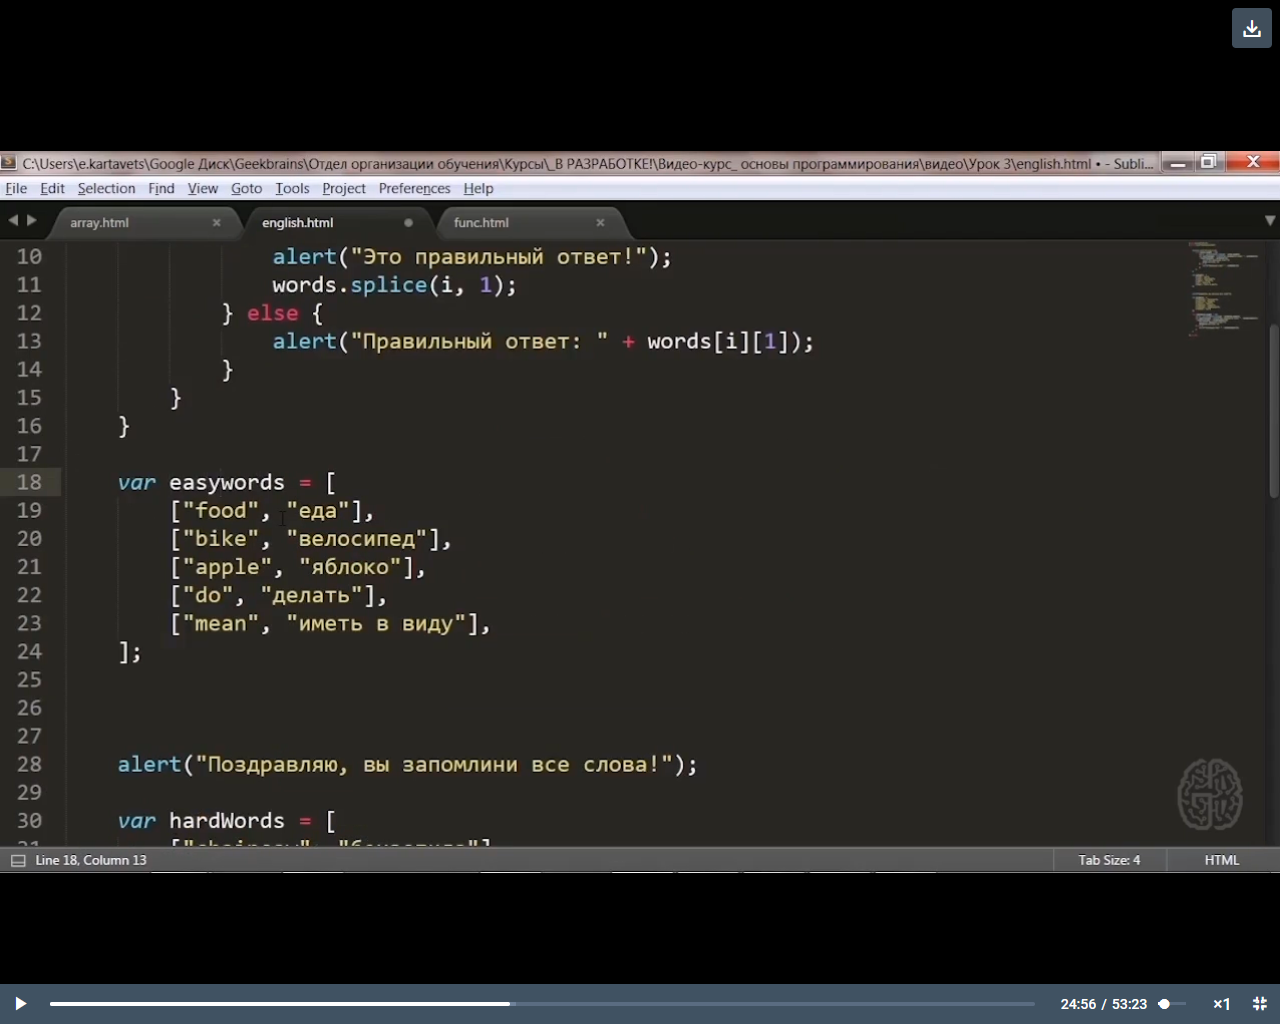 C:\Users\e.kartavets\Google Диск\Geekbrains\Отдел организации обучения\Курсы\_В РАЗРАБОТКЕ!\Видео-курс_ основы программирования\видео\Урок 3\english.html • - Subli...
File Edit Selection Find View Goto Tools Project Preferences Help
array.html × english.html func.html ×
10 alert("Это правильный ответ!");
11 words.splice(i, 1);
12 } else {
13 alert("Правильный ответ: " + words[i][1]);
14 }
15 }
16 }
17
18 var easywords = [
19 ["food", "еда"],
20 ["bike", "велосипед"],
21 ["apple", "яблоко"],
22 ["do", "делать"],
23 ["mean", "иметь в виду"],
24 ];
25
26
27
28 alert("Поздравляю, вы запомлини все слова!");
29
30 var hardWords = [
Line 18, Column 13 Tab Size: 4 HTML
24:56 / 53:23 ×1